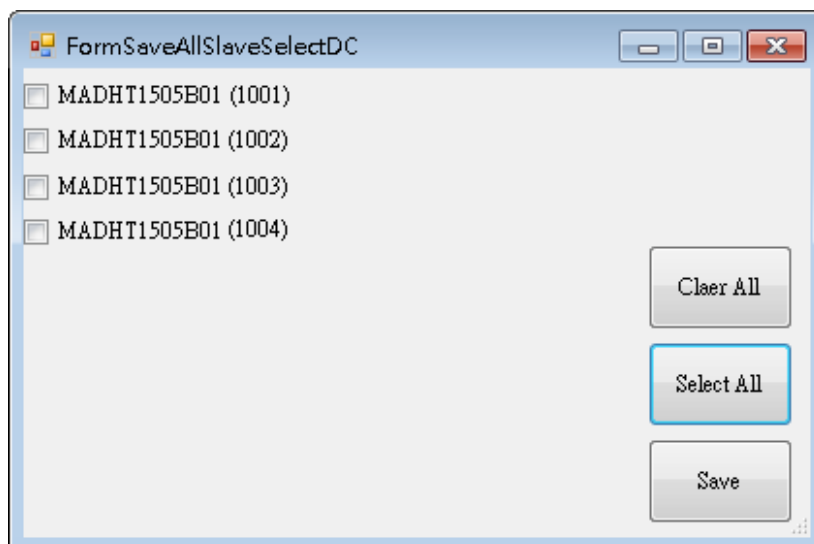 FormSaveAllSlaveSelectDC
MADHT1505B01 (1001)
MADHT1505B01 (1002)
MADHT1505B01 (1003)
MADHT1505B01 (1004)
Claer All
Select All
Save